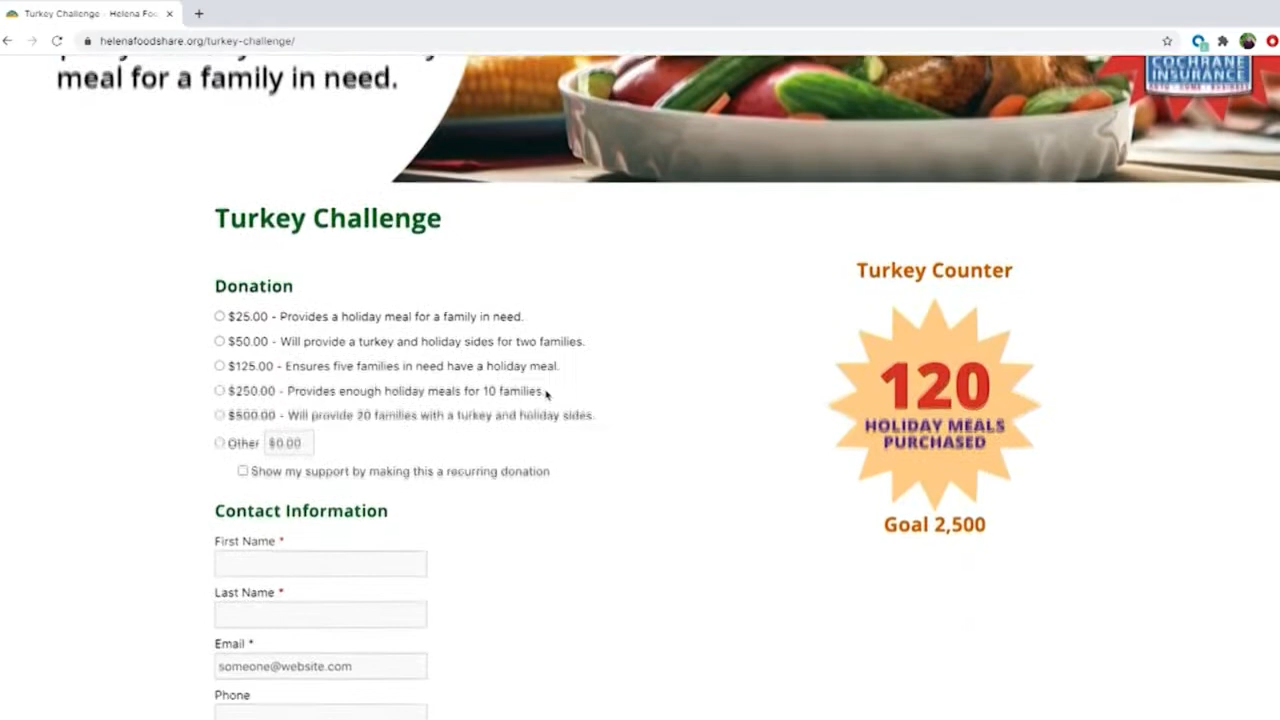 Turkey Challenge - Helena Foo
helenafoodshare.org/turkey-challenge/
meal for a family in need.
COCHRANE
INSURANCE
Turkey Challenge
Donation
$25.00 - Provides a holiday meal for a family in need.
$50.00 - Will provide a turkey and holiday sides for two families.
$125.00 - Ensures five families in need have a holiday meal.
$250.00 - Provides enough holiday meals for 10 families.
$500.00 - Will provide 20 families with a turkey and holiday sides.
Other $0.00
Show my support by making this a recurring donation
Turkey Counter
120
HOLIDAY MEALS
PURCHASED
Goal 2,500
Contact Information
First Name *
Last Name *
Email *
someone@website.com
Phone